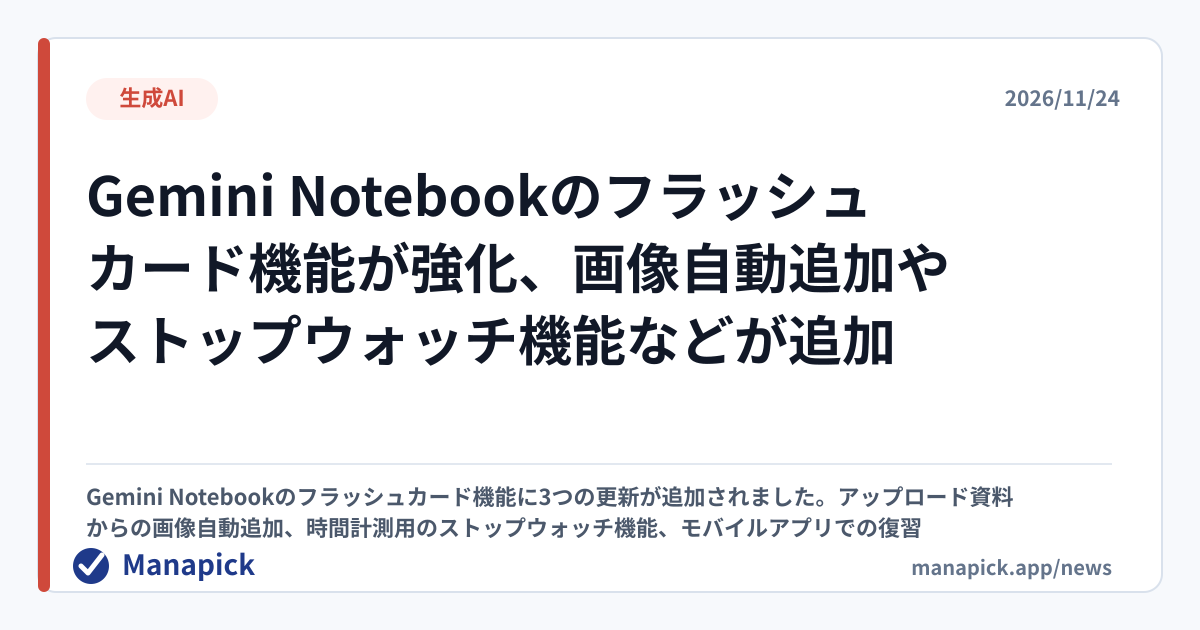 生成AI
2026/11/24
Gemini Notebookのフラッシュ
カード機能が強化、画像自動追加や
ストップウォッチ機能などが追加
Gemini Notebookのフラッシュカード機能に3つの更新が追加されました。アップロード資料
からの画像自動追加、時間計測用のストップウォッチ機能、モバイルアプリでの復習
Manapick
manapick.app/news